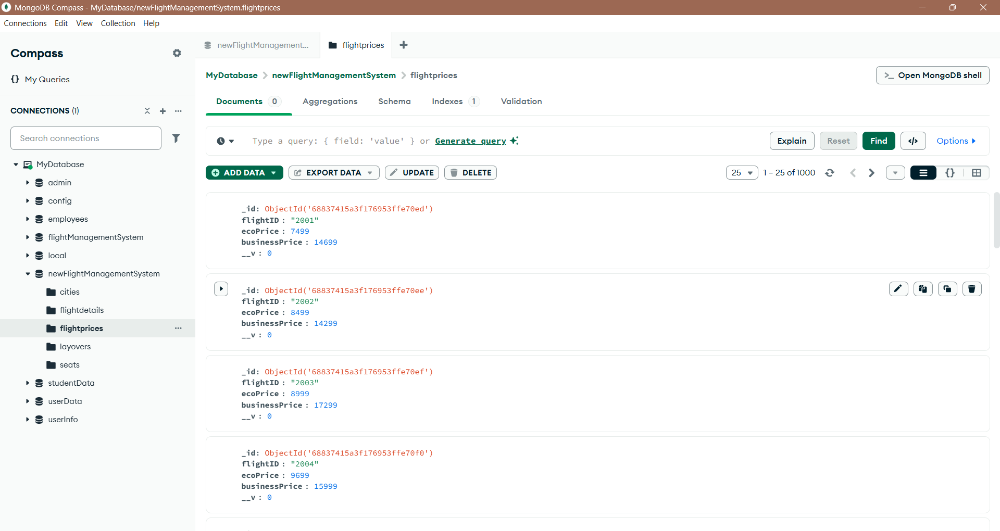 MongoDB Compass - MyDatabase/newFlightManagementSystem.flightprices
Connections Edit View Collection Help
Compass
{} My Queries
CONNECTIONS (1)
Search connections
MyDatabase
admin
config
employees
flightManagementSystem
local
newFlightManagementSystem
cities
flightdetails
flightprices
layovers
seats
studentData
userData
userInfo
newFlightManagement... flightprices
MyDatabase > newFlightManagementSystem > flightprices
>_ Open MongoDB shell
Documents 0 Aggregations Schema Indexes 1 Validation
Type a query: { field: 'value' } or Generate query
Explain Reset Find </> Options
ADD DATA EXPORT DATA UPDATE DELETE
25 1 – 25 of 1000 {}
_id: ObjectId('68837415a3f176953ffe70ed')
flightID : "2001"
ecoPrice : 7499
businessPrice : 14699
__v : 0
_id: ObjectId('68837415a3f176953ffe70ee')
flightID : "2002"
ecoPrice : 8499
businessPrice : 14299
__v : 0
_id: ObjectId('68837415a3f176953ffe70ef')
flightID : "2003"
ecoPrice : 8999
businessPrice : 17299
__v : 0
_id: ObjectId('68837415a3f176953ffe70f0')
flightID : "2004"
ecoPrice : 9699
businessPrice : 15999
__v : 0